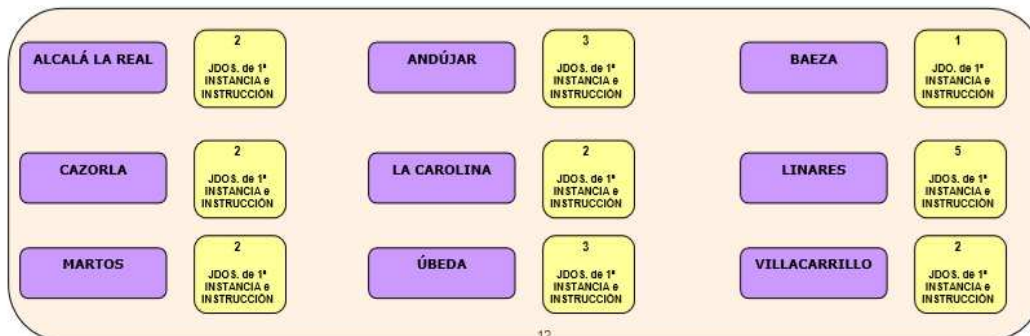 ALCALÁ LA REAL
2
JDOS. de 1ª
INSTANCIA e
INSTRUCCIÓN
ANDÚJAR
3
JDOS. de 1ª
INSTANCIA e
INSTRUCCIÓN
BAEZA
1
JDO. de 1ª
INSTANCIA e
INSTRUCCIÓN
CAZORLA
2
JDOS. de 1ª
INSTANCIA e
INSTRUCCIÓN
LA CAROLINA
2
JDOS. de 1ª
INSTANCIA e
INSTRUCCIÓN
LINARES
5
JDOS. de 1ª
INSTANCIA e
INSTRUCCIÓN
MARTOS
2
JDOS. de 1ª
INSTANCIA e
INSTRUCCIÓN
ÚBEDA
3
JDOS. de 1ª
INSTANCIA e
INSTRUCCIÓN
VILLACARRILLO
2
JDOS. de 1ª
INSTANCIA e
INSTRUCCIÓN